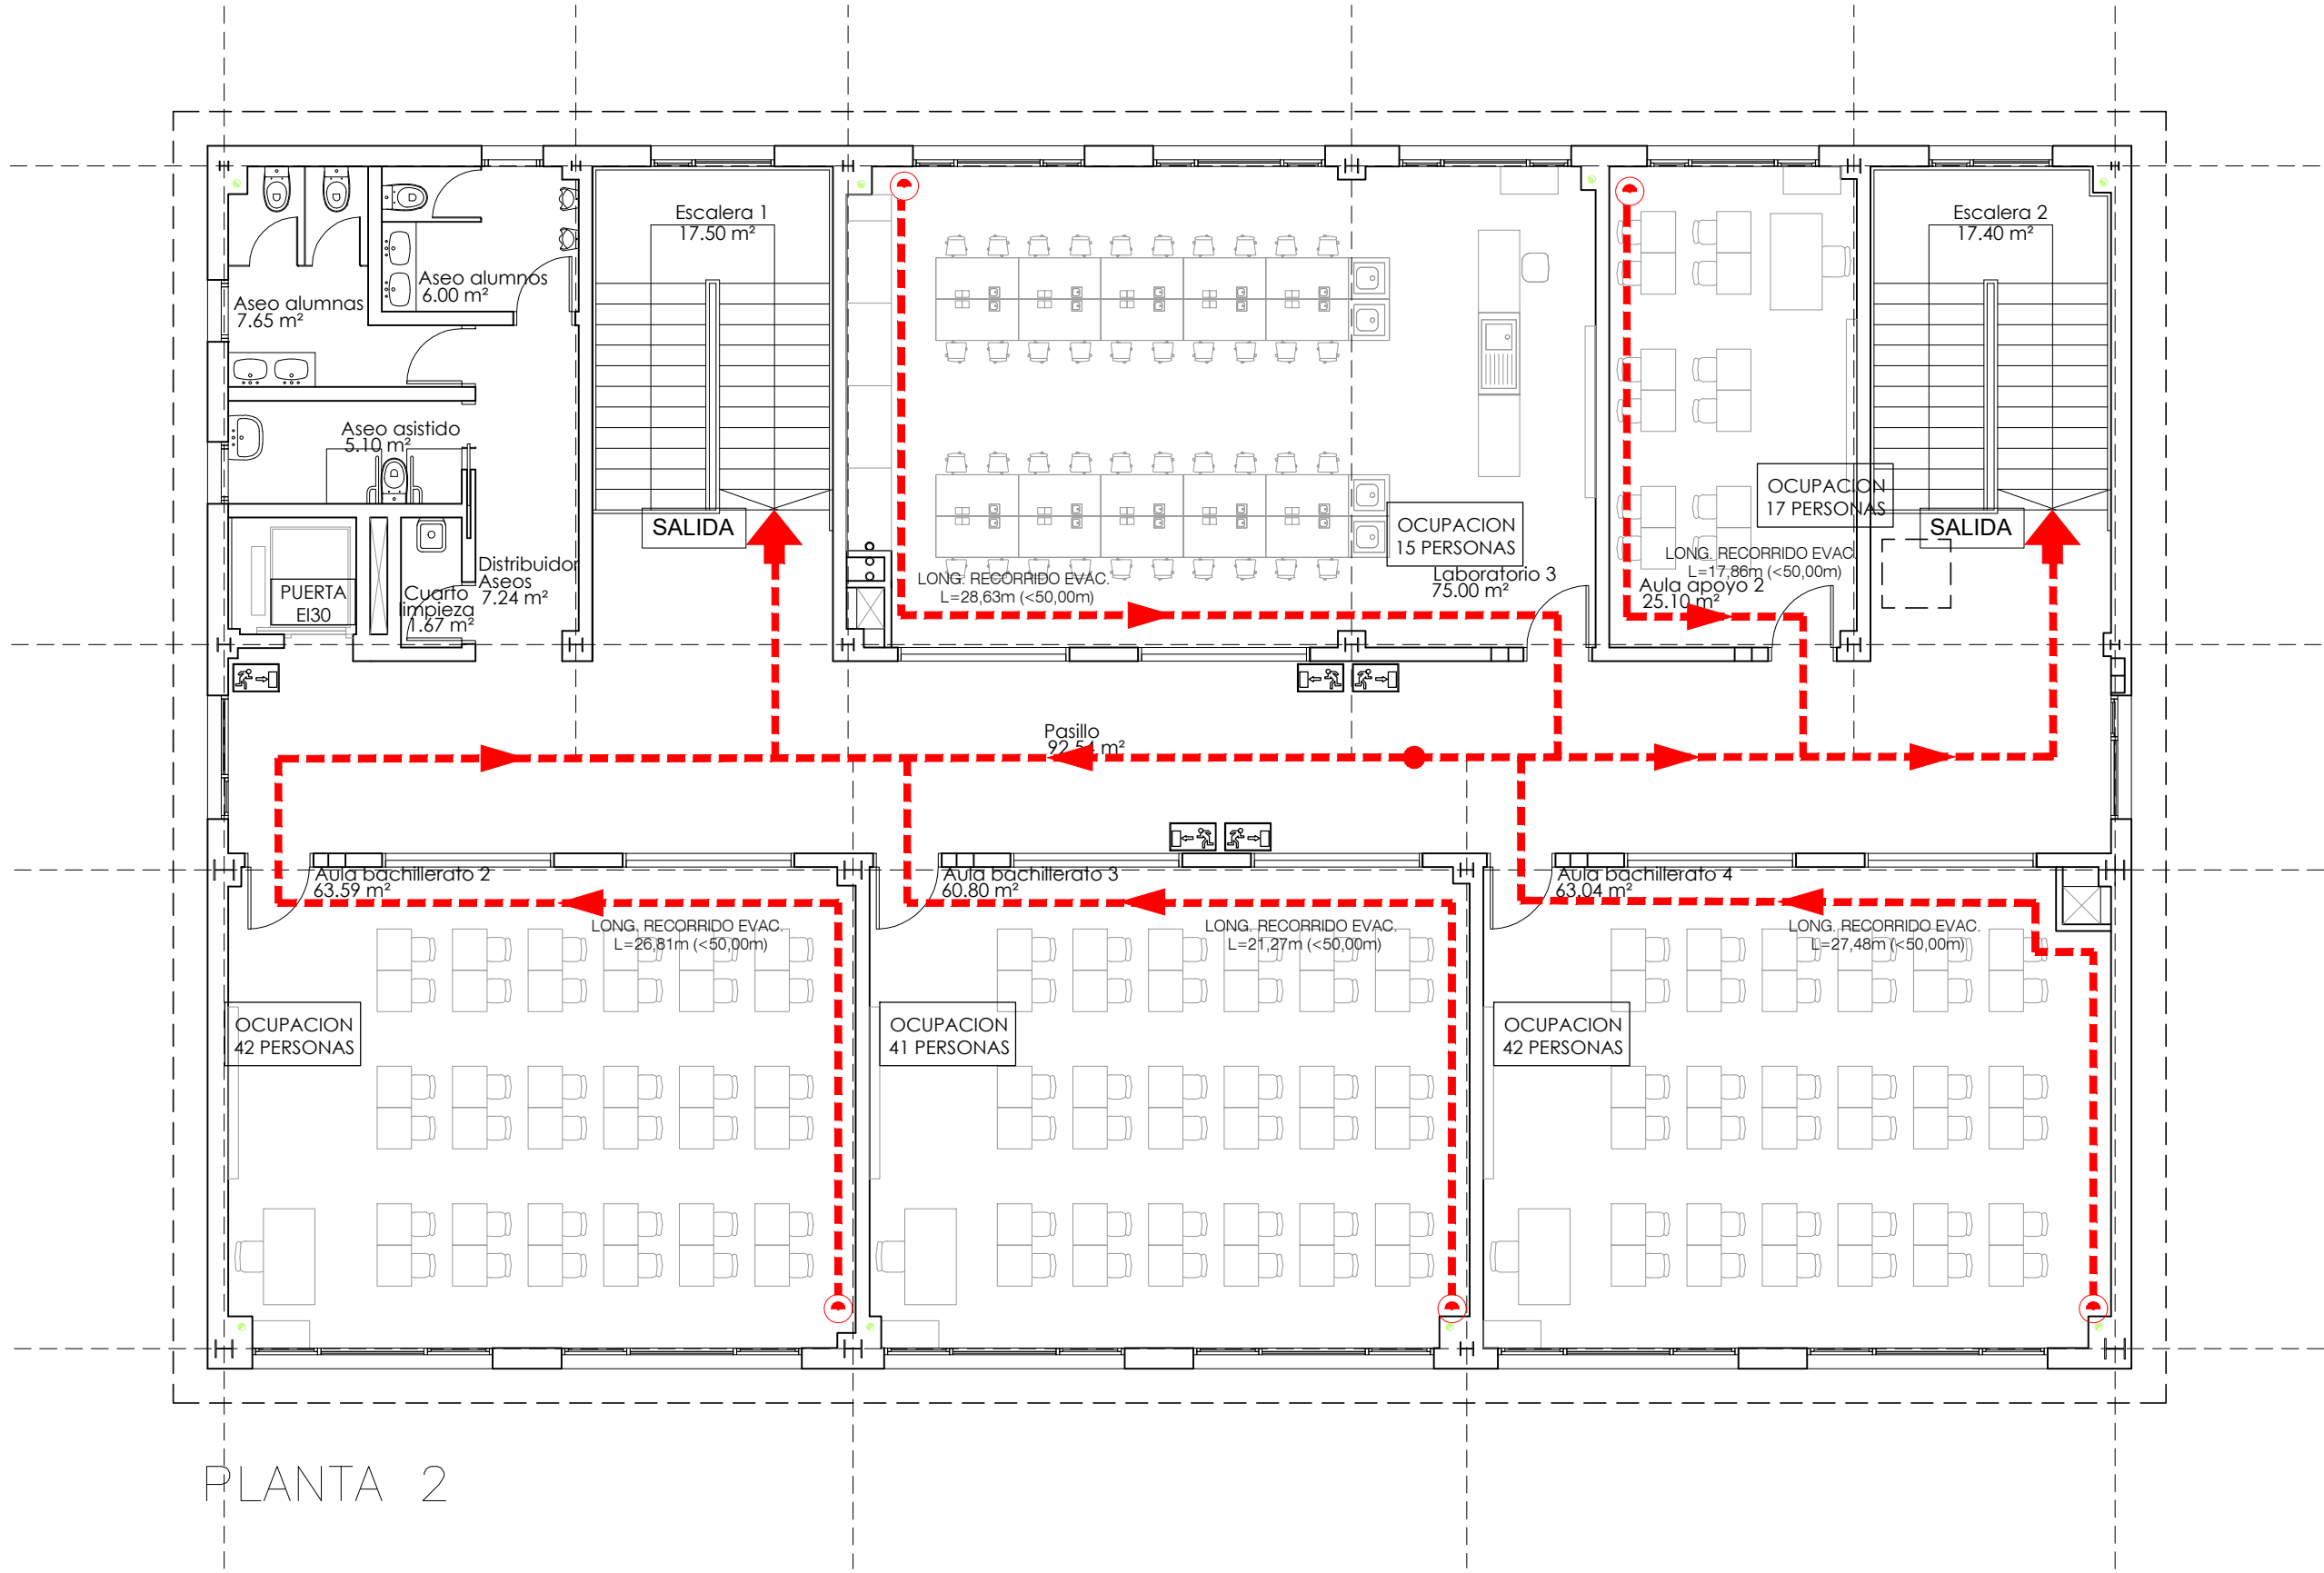 Escalera 1
17.50 m²
Escalera 2
17.40 m²
Aseo alumnos
6.00 m²
Aseo alumnas
7.65 m²
Aseo asistido
5.10 m²
OCUPACION
17 PERSONAS
SALIDA
OCUPACION
15 PERSONAS
SALIDA
LONG. RECORRIDO EVAC.
L=17,86m (<50,00m)
Distribuidor
Aseos
7.24 m²
PUERTA
EI30
Cuarto
limpieza
1.67 m²
LONG. RECORRIDO EVAC.
L=28,63m (<50,00m)
Laboratorio 3
75.00 m²
Aula apoyo 2
25.10 m²
Pasillo
92.54 m²
Aula bachillerato 2
63.59 m²
Aula bachillerato 3
60.80 m²
Aula bachillerato 4
63.04 m²
LONG. RECORRIDO EVAC.
L=26,81m (<50,00m)
LONG. RECORRIDO EVAC.
L=21,27m (<50,00m)
LONG. RECORRIDO EVAC.
L=27,48m (<50,00m)
OCUPACION
42 PERSONAS
OCUPACION
41 PERSONAS
OCUPACION
42 PERSONAS
PLANTA 2